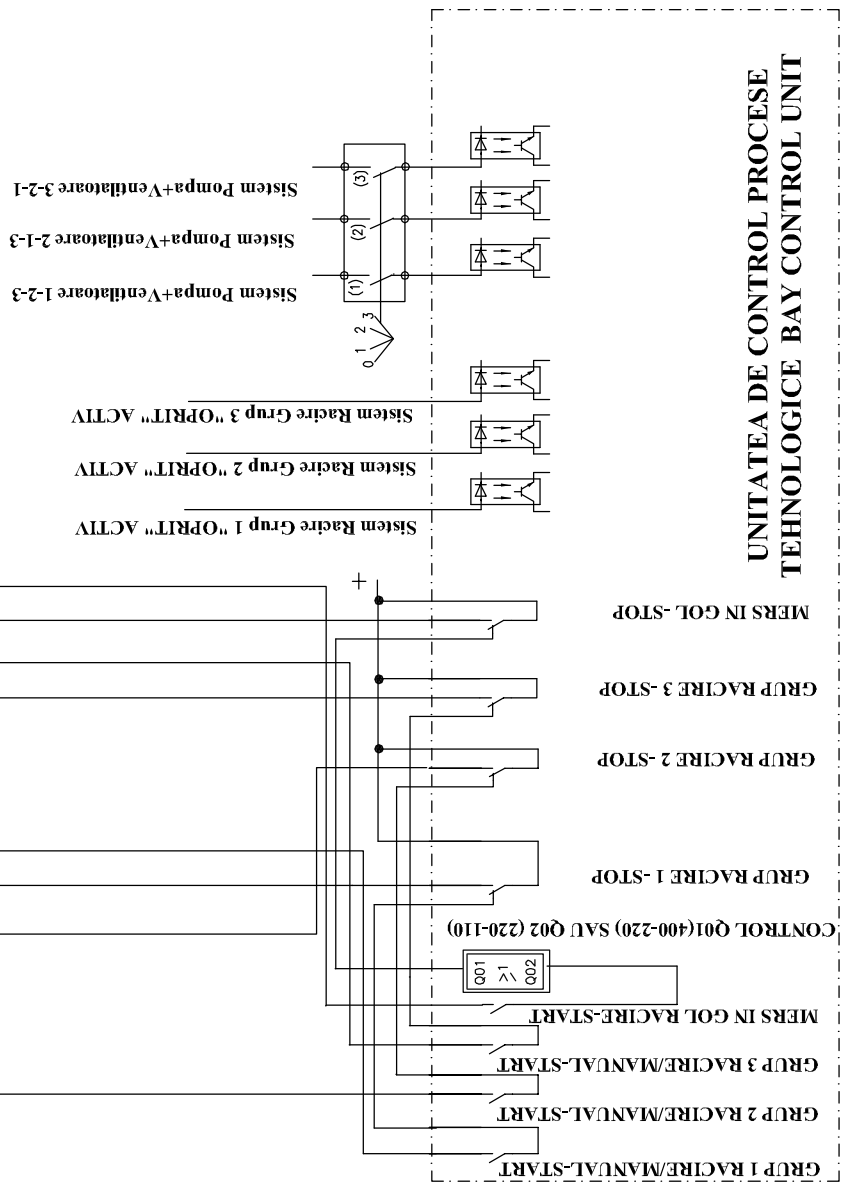 UNITATEA DE CONTROL PROCESE
TEHNOLOGICE BAY CONTROL UNIT
GRUP 1 RACIRE/MANUAL-START
GRUP 2 RACIRE/MANUAL-START
GRUP 3 RACIRE/MANUAL-START
MERS IN GOL RACIRE-START
Q01
>1
Q02
CONTROL Q01(400-220) SAU Q02 (220-110)
GRUP RACIRE 1 -STOP
GRUP RACIRE 2 - STOP
GRUP RACIRE 3 -STOP
MERS IN GOL -STOP
+
Sistem Racire Grup 1 "OPRIT" ACTIV
Sistem Racire Grup 2 "OPRIT" ACTIV
Sistem Racire Grup 3 "OPRIT" ACTIV
0 1 2 3
(1)
Sistem Pompa+Ventilatoare 1-2-3
(2)
Sistem Pompa+Ventilatoare 2-1-3
(3)
Sistem Pompa+Ventilatoare 3-2-1